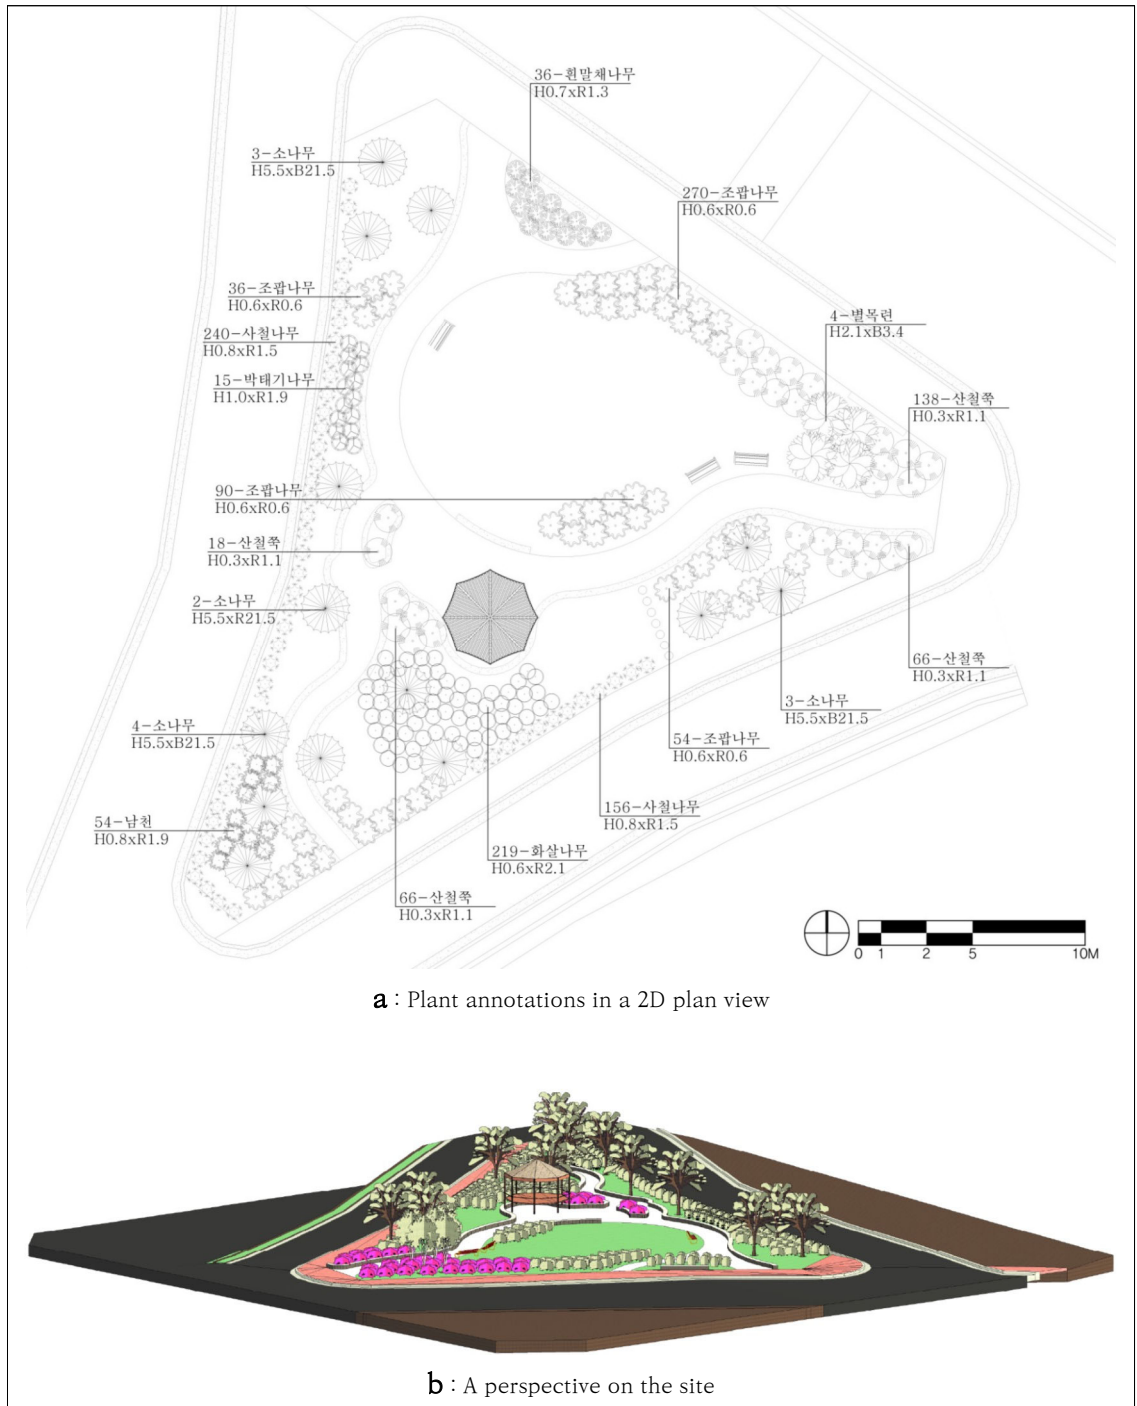 36-흰말채나무
H0.7xR1.3
3-소나무
H5.5xB21.5
270-조팝나무
H0.6xR0.6
36-조팝나무
H0.6xR0.6
4-별목련
H2.1xB3.4
240-사철나무
H0.8xR1.5
15-박태기나무
H1.0xR1.9
138-산철쭉
H0.3xR1.1
90-조팝나무
H0.6xR0.6
18-산철쭉
H0.3xR1.1
2-소나무
H5.5xR21.5
66-산철쭉
H0.3xR1.1
3-소나무
H5.5xB21.5
4-소나무
H5.5xB21.5
54-조팝나무
H0.6xR0.6
156-사철나무
H0.8xR1.5
54-남천
H0.8xR1.9
219-화살나무
H0.6xR2.1
66-산철쭉
H0.3xR1.1
0 1 2 5 10M
a : Plant annotations in a 2D plan view
b : A perspective on the site